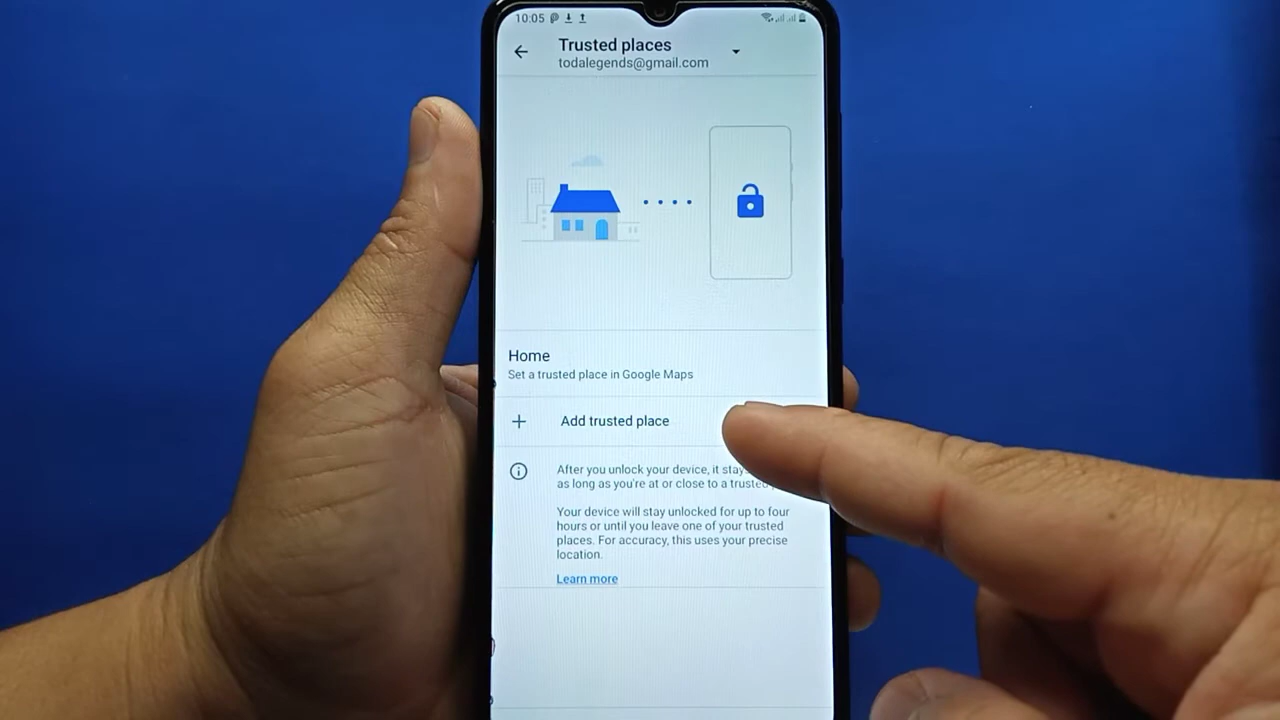 10:05
Trusted places
todalegends@gmail.com
Home
Set a trusted place in Google Maps
Add trusted place
After you unlock your device, it stays
as long as you're at or close to a trusted
Your device will stay unlocked for up to four
hours or until you leave one of your trusted
places. For accuracy, this uses your precise
location.
Learn more